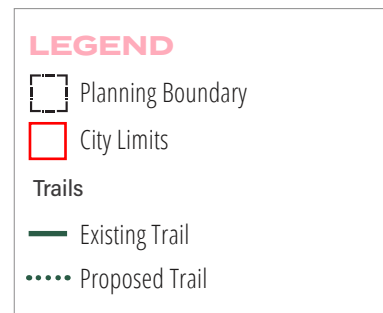 LEGEND
Planning Boundary
City Limits
Trails
Existing Trail
Proposed Trail